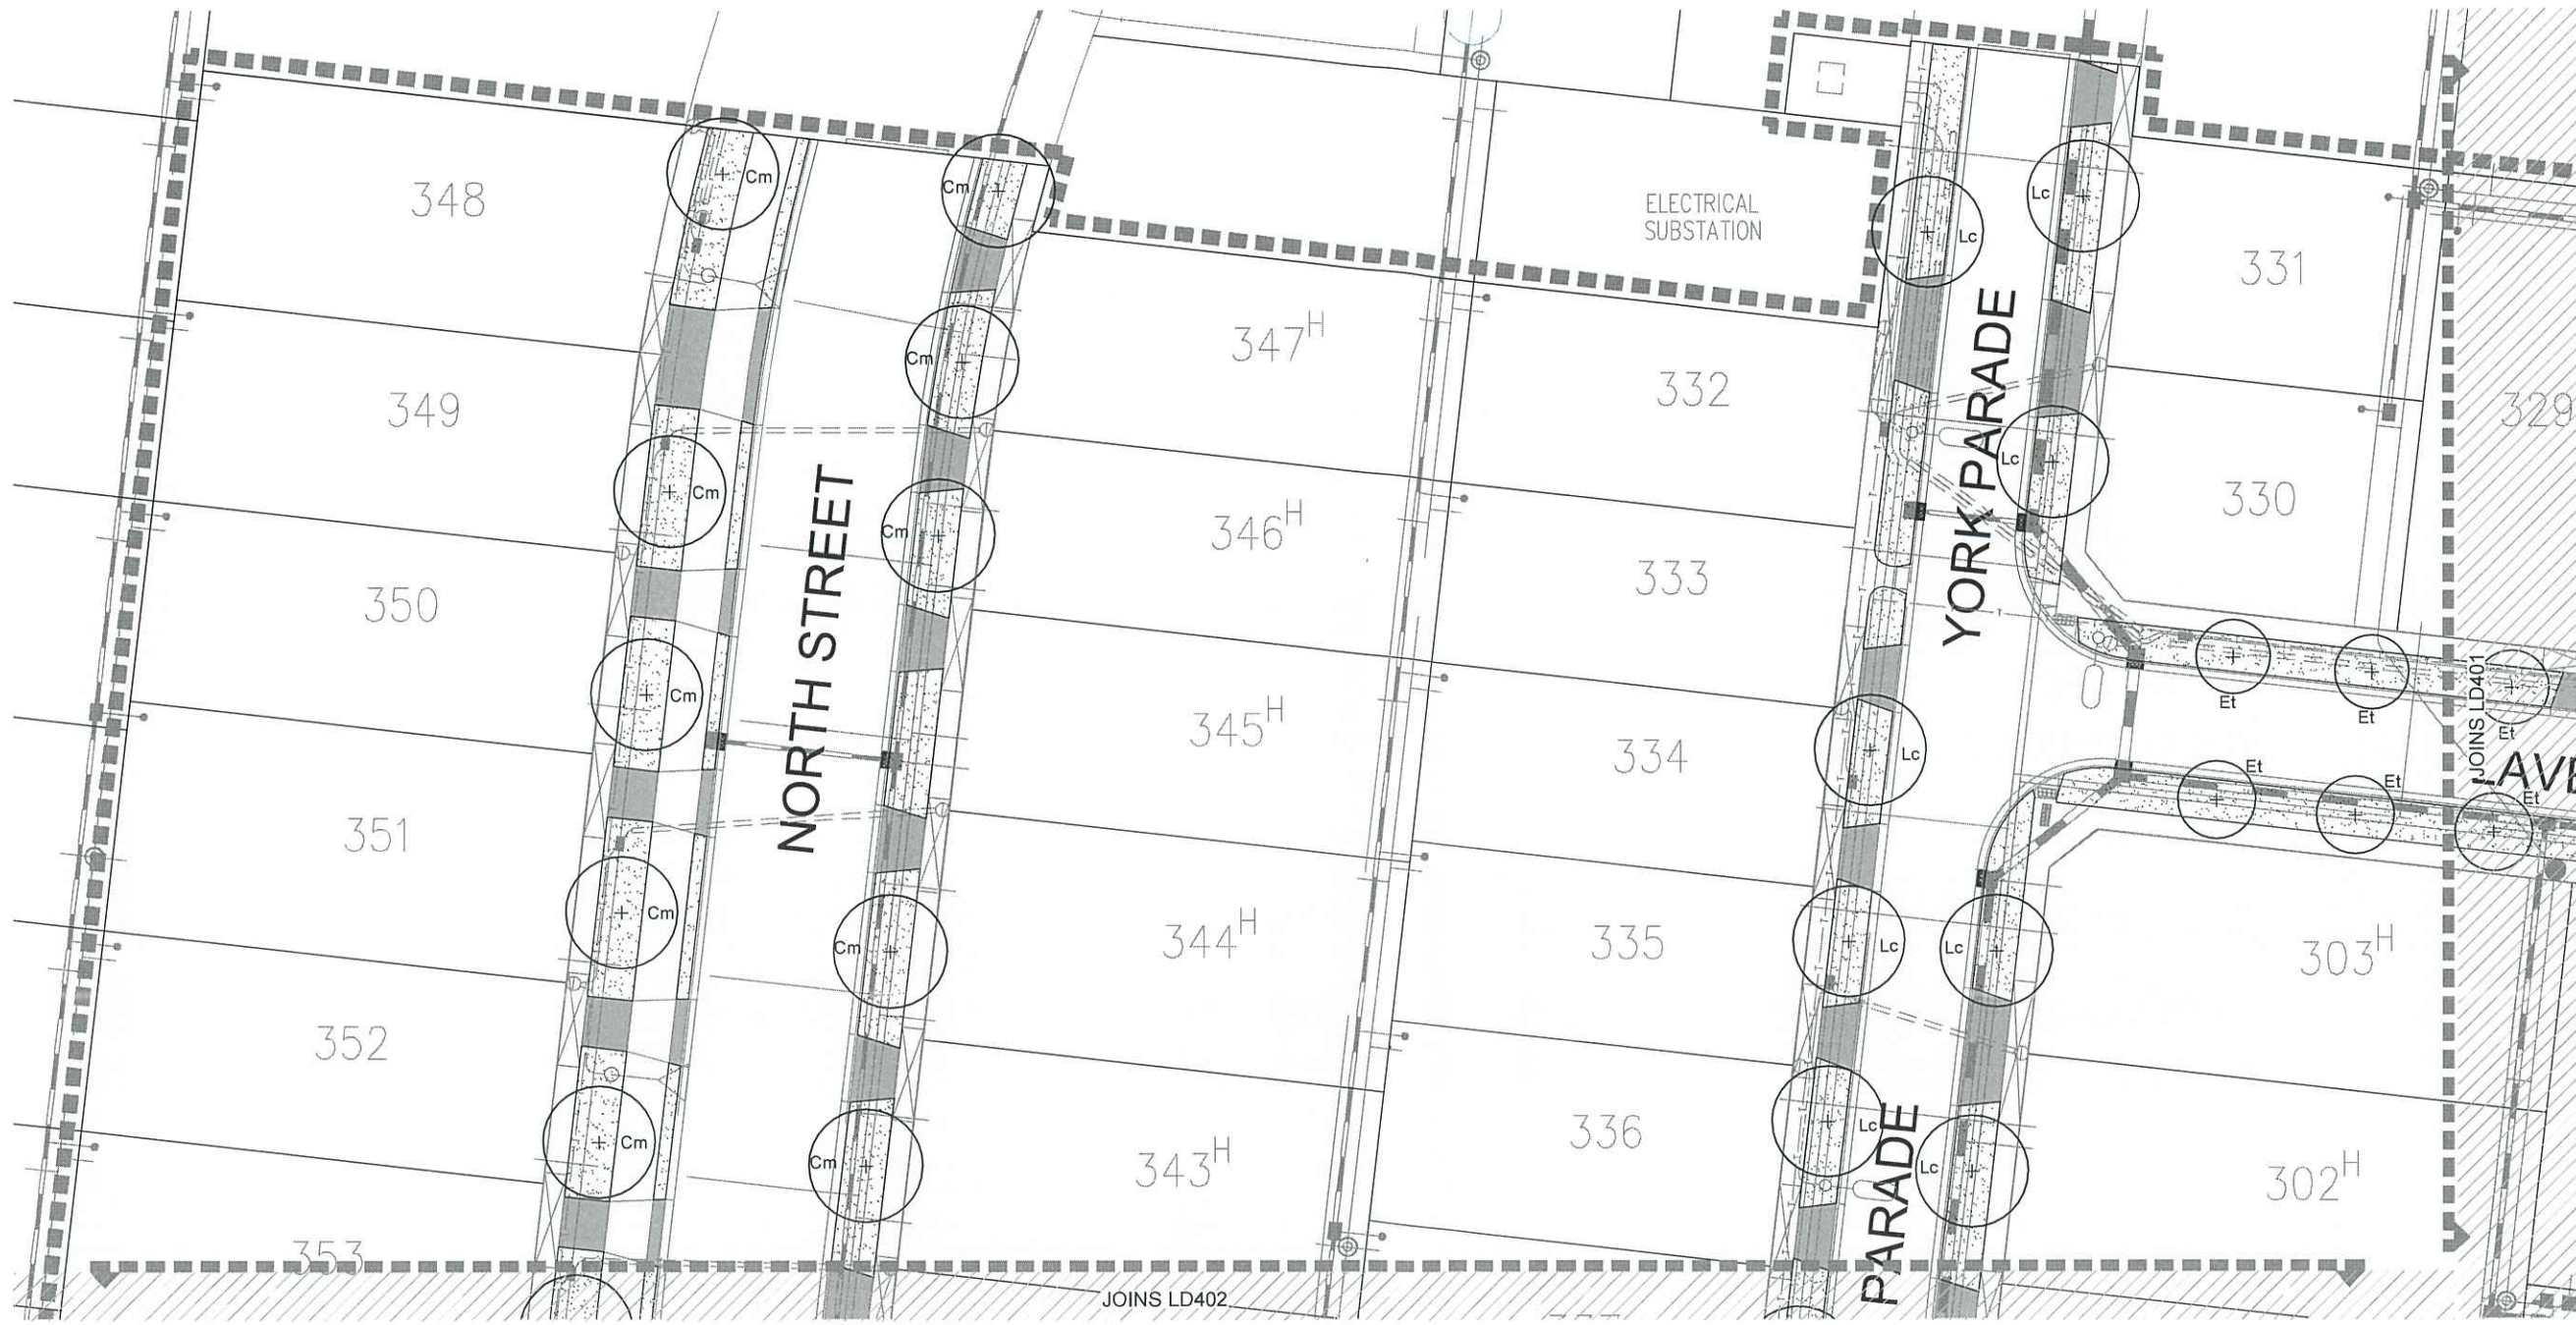 348
Cm
Cm
ELECTRICAL
SUBSTATION
Lc
Lc
331
347H
Cm
332
349
YORK PARADE
329
Cm
Cm
346H
Lc
330
NORTH STREET
333
350
Cm
345H
334
Lc
Et
Et
Et
JOINS LD401
AVE
Et
Et
Et
351
Cm
Cm
344H
335
Lc
Lc
303H
352
Cm
Cm
343H
336
Lc
Lc
302H
PARADE
353
JOINS LD402